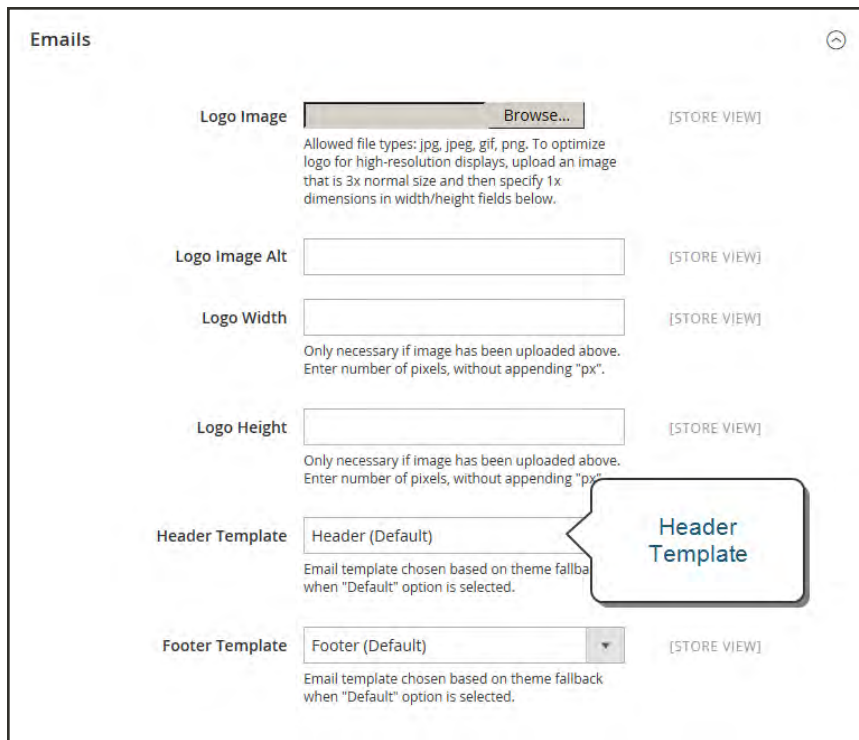 Emails
Logo Image Browse... [STORE VIEW]
Allowed file types: jpg, jpeg, gif, png. To optimize
logo for high-resolution displays, upload an image
that is 3x normal size and then specify 1x
dimensions in width/height fields below.
Logo Image Alt [STORE VIEW]
Logo Width [STORE VIEW]
Only necessary if image has been uploaded above.
Enter number of pixels, without appending "px".
Logo Height [STORE VIEW]
Only necessary if image has been uploaded above.
Enter number of pixels, without appending "px"
Header Template Header (Default)
Email template chosen based on theme
when "Default" option is selected.
Header
Template
Footer Template Footer (Default) [STORE VIEW]
Email template chosen based on theme fallback
when "Default" option is selected.